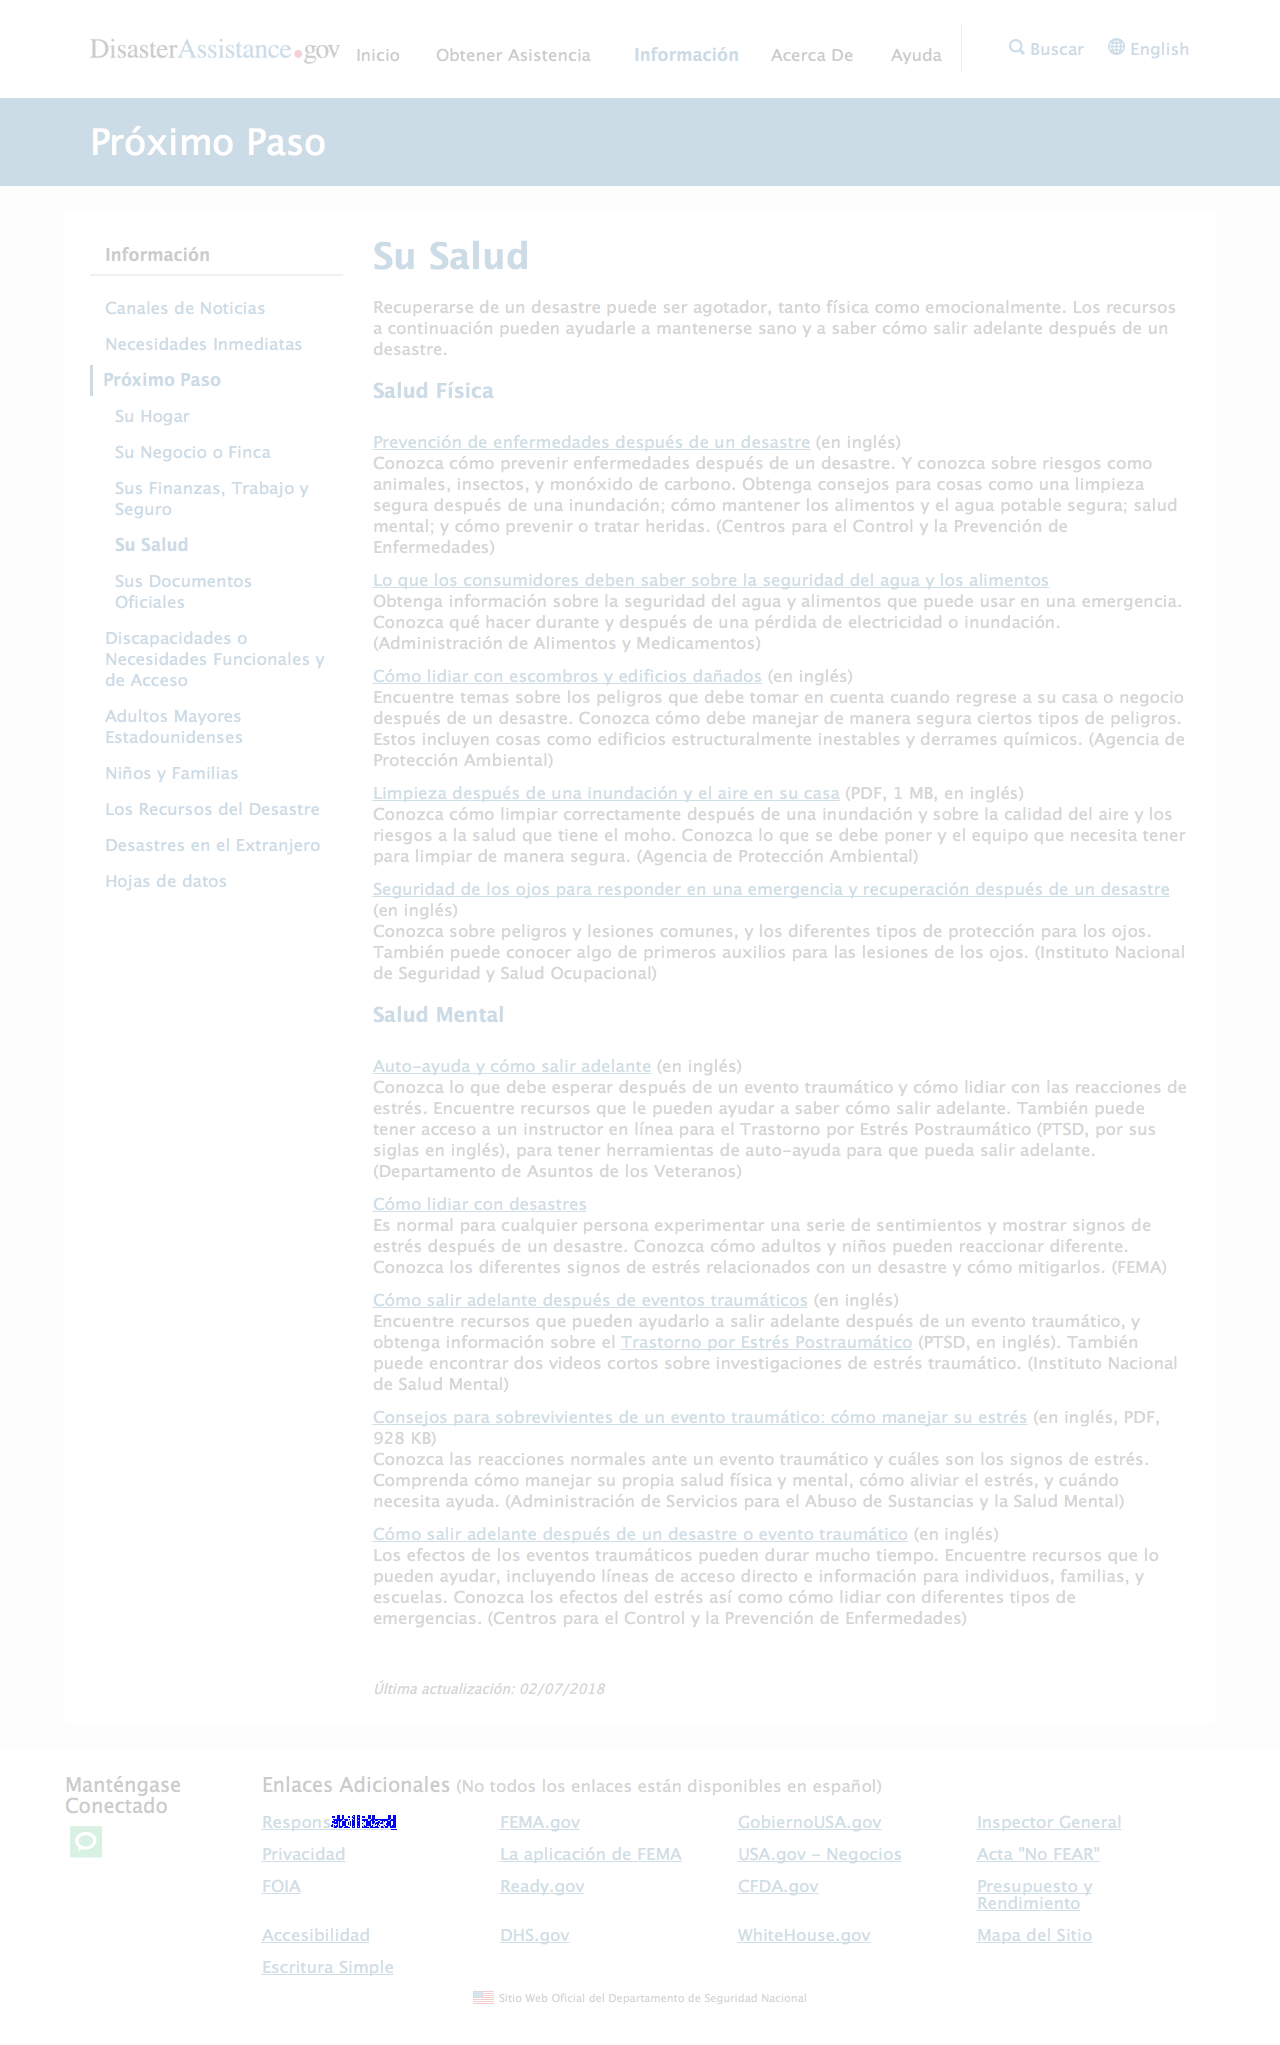 DisasterAssistance.gov Inicio Obtener Asistencia Información Acerca De Ayuda Buscar English
Próximo Paso
Información
Canales de Noticias
Necesidades Inmediatas
Próximo Paso
Su Hogar
Su Negocio o Finca
Sus Finanzas, Trabajo y
Seguro
Su Salud
Sus Documentos
Oficiales
Discapacidades o
Necesidades Funcionales y
de Acceso
Adultos Mayores
Estadounidenses
Niños y Familias
Los Recursos del Desastre
Desastres en el Extranjero
Hojas de datos
Su Salud
Recuperarse de un desastre puede ser agotador, tanto física como emocionalmente. Los recursos
a continuación pueden ayudarle a mantenerse sano y a saber cómo salir adelante después de un
desastre.
Salud Física
Prevención de enfermedades después de un desastre (en inglés)
Conozca cómo prevenir enfermedades después de un desastre. Y conozca sobre riesgos como
animales, insectos, y monóxido de carbono. Obtenga consejos para cosas como una limpieza
segura después de una inundación; cómo mantener los alimentos y el agua potable segura; salud
mental; y cómo prevenir o tratar heridas. (Centros para el Control y la Prevención de
Enfermedades)
Lo que los consumidores deben saber sobre la seguridad del agua y los alimentos
Obtenga información sobre la seguridad del agua y alimentos que puede usar en una emergencia.
Conozca qué hacer durante y después de una pérdida de electricidad o inundación.
(Administración de Alimentos y Medicamentos)
Cómo lidiar con escombros y edificios dañados (en inglés)
Encuentre temas sobre los peligros que debe tomar en cuenta cuando regrese a su casa o negocio
después de un desastre. Conozca cómo debe manejar de manera segura ciertos tipos de peligros.
Estos incluyen cosas como edificios estructuralmente inestables y derrames químicos. (Agencia de
Protección Ambiental)
Limpieza después de una inundación y el aire en su casa (PDF, 1 MB, en inglés)
Conozca cómo limpiar correctamente después de una inundación y sobre la calidad del aire y los
riesgos a la salud que tiene el moho. Conozca lo que se debe poner y el equipo que necesita tener
para limpiar de manera segura. (Agencia de Protección Ambiental)
Seguridad de los ojos para responder en una emergencia y recuperación después de un desastre
(en inglés)
Conozca sobre peligros y lesiones comunes, y los diferentes tipos de protección para los ojos.
También puede conocer algo de primeros auxilios para las lesiones de los ojos. (Instituto Nacional
de Seguridad y Salud Ocupacional)
Salud Mental
Auto-ayuda y cómo salir adelante (en inglés)
Conozca lo que debe esperar después de un evento traumático y cómo lidiar con las reacciones de
estrés. Encuentre recursos que le pueden ayudar a saber cómo salir adelante. También puede
tener acceso a un instructor en línea para el Trastorno por Estrés Postraumático (PTSD, por sus
siglas en inglés), para tener herramientas de auto-ayuda para que pueda salir adelante.
(Departamento de Asuntos de los Veteranos)
Cómo lidiar con desastres
Es normal para cualquier persona experimentar una serie de sentimientos y mostrar signos de
estrés después de un desastre. Conozca cómo adultos y niños pueden reaccionar diferente.
Conozca los diferentes signos de estrés relacionados con un desastre y cómo mitigarlos. (FEMA)
Cómo salir adelante después de eventos traumáticos (en inglés)
Encuentre recursos que pueden ayudarlo a salir adelante después de un evento traumático, y
obtenga información sobre el Trastorno por Estrés Postraumático (PTSD, en inglés). También
puede encontrar dos videos cortos sobre investigaciones de estrés traumático. (Instituto Nacional
de Salud Mental)
Consejos para sobrevivientes de un evento traumático: cómo manejar su estrés (en inglés, PDF,
928 KB)
Conozca las reacciones normales ante un evento traumático y cuáles son los signos de estrés.
Comprenda cómo manejar su propia salud física y mental, cómo aliviar el estrés, y cuándo
necesita ayuda. (Administración de Servicios para el Abuso de Sustancias y la Salud Mental)
Cómo salir adelante después de un desastre o evento traumático (en inglés)
Los efectos de los eventos traumáticos pueden durar mucho tiempo. Encuentre recursos que lo
pueden ayudar, incluyendo líneas de acceso directo e información para individuos, familias, y
escuelas. Conozca los efectos del estrés así como cómo lidiar con diferentes tipos de
emergencias. (Centros para el Control y la Prevención de Enfermedades)
Última actualización: 02/07/2018
Manténgase
Conectado
Enlaces Adicionales (No todos los enlaces están disponibles en español)
FEMA.gov GobiernoUSA.gov Inspector General
Privacidad La aplicación de FEMA USA.gov - Negocios Acta "No FEAR"
FOIA Ready.gov CFDA.gov Presupuesto y
Rendimiento
Accesibilidad DHS.gov WhiteHouse.gov Mapa del Sitio
Escritura Simple
Sitio Web Oficial del Departamento de Seguridad Nacional